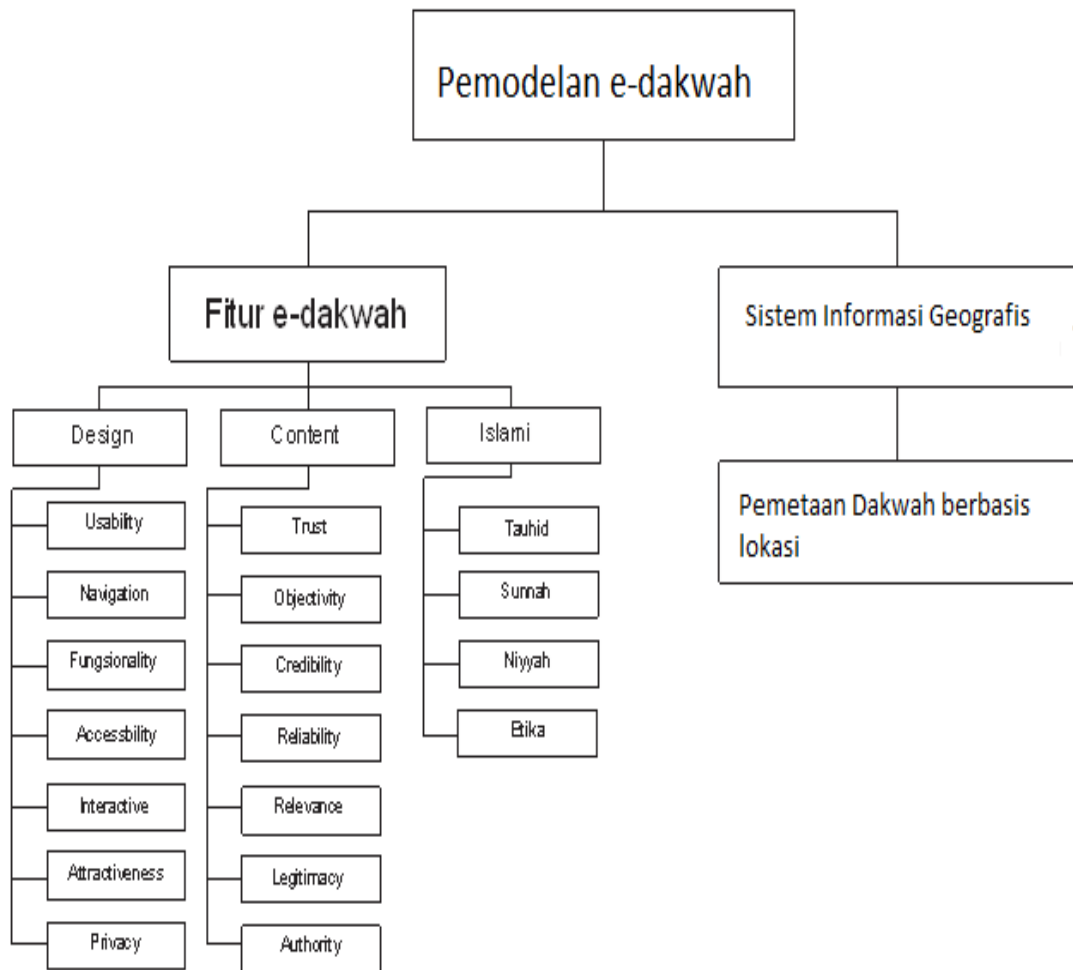 Pemodelan e-dakwah
Fitur e-dakwah
Sistem Informasi Geografis
Design
Content
Islami
Pemetaan Dakwah berbasis
lokasi
Usability
Navigation
Fungsionality
Accessbility
Interactive
Attractiveness
Privacy
Trust
Objectivity
Credibility
Reliability
Relevance
Legitimacy
Authority
Tauhid
Sunnah
Niyyah
Etika